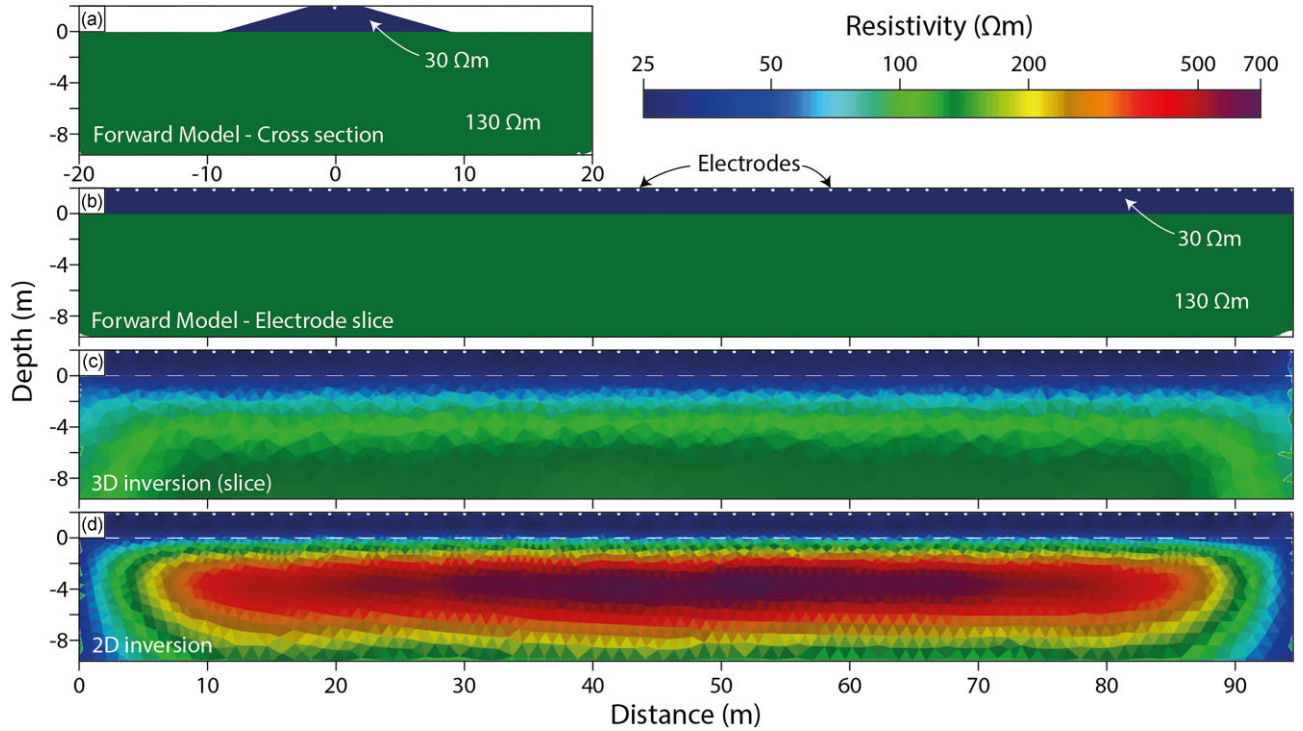 (a)
0
-4
-8
30 Ωm
130 Ωm
Forward Model - Cross section
-20 -10 0 10 20
Resistivity (Ωm)
25 50 100 200 500 700
Electrodes
(b)
0
-4
-8
30 Ωm
130 Ωm
Forward Model - Electrode slice
Depth (m)
(c)
0
-4
-8
3D inversion (slice)
(d)
0
-4
-8
2D inversion
0 10 20 30 40 50 60 70 80 90
Distance (m)